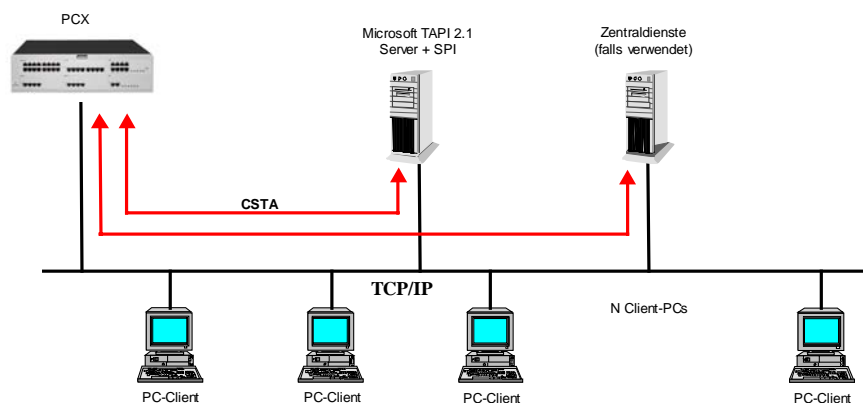 PCX
Microsoft TAPI 2.1
Server + SPI
Zentraldienste
(falls verwendet)
CSTA
TCP/IP
N Client-PCs
PC-Client
PC-Client
PC-Client
PC-Client